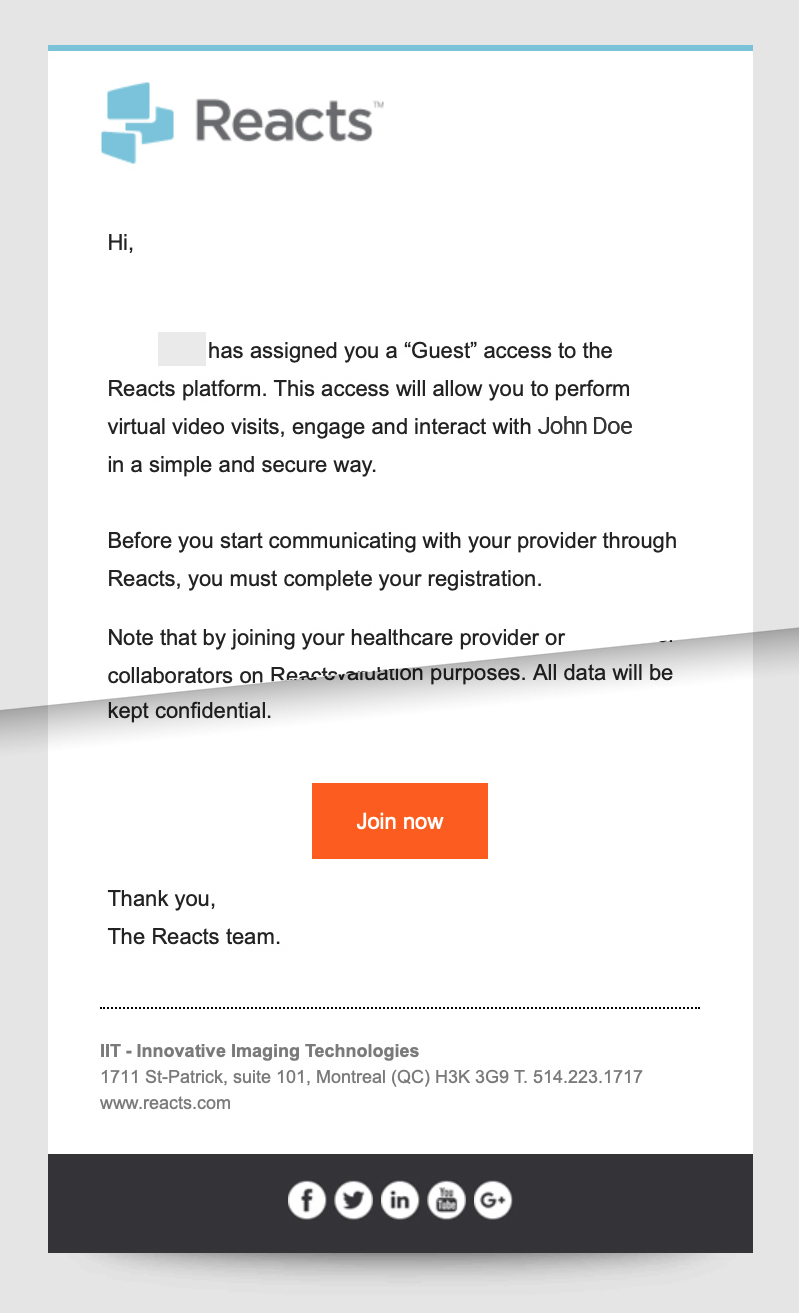 Reacts™
Hi,
has assigned you a “Guest” access to the
Reacts platform. This access will allow you to perform
virtual video visits, engage and interact with John Doe
in a simple and secure way.
Before you start communicating with your provider through
Reacts, you must complete your registration.
Note that by joining your healthcare provider or
collaborators on Reacts
purposes. All data will be
kept confidential.
Join now
Thank you,
The Reacts team.
IIT - Innovative Imaging Technologies
1711 St-Patrick, suite 101, Montreal (QC) H3K 3G9 T. 514.223.1717
www.reacts.com
f in You Tube G+